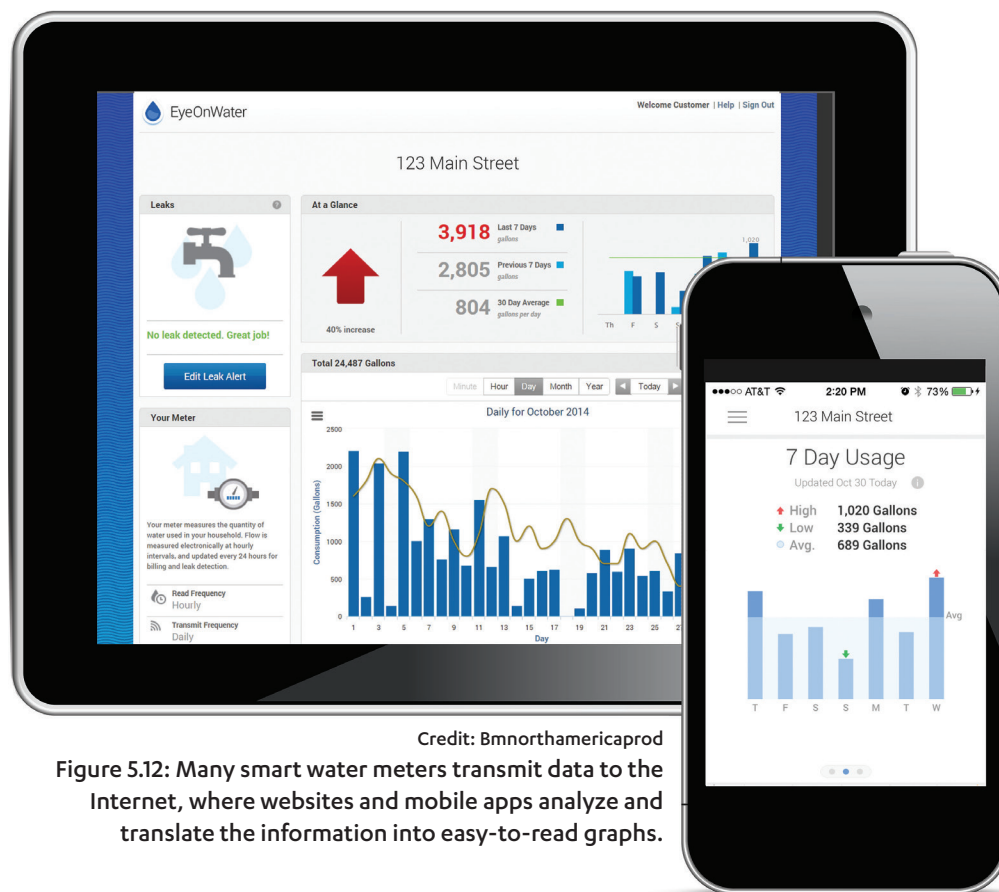 EyeOnWater
Welcome Customer | Help | Sign Out
123 Main Street
Leaks
?
No leak detected. Great job!
Edit Leak Alert
Your Meter
Your meter measures the quantity of
water used in your household. Flow is
measured electronically at hourly
intervals, and updated every 24 hours for
billing and leak detection.
Read Frequency
Hourly
Transmit Frequency
Daily
At a Glance
40% increase
3,918 Last 7 Days
gallons
2,805 Previous 7 Days
gallons
804 30 Day Average
gallons per day
1,020
Th F S S
Total 24,487 Gallons
Minute Hour Day Month Year Today
Daily for October 2014
Consumption (Gallons)
2500
2000
1500
1000
500
0
1 3 5 7 9 11 13 15 17 19 21 23 25 27
Day
AT&T 2:20 PM 73%
123 Main Street
7 Day Usage
Updated Oct 30 Today i
High 1,020 Gallons
Low 339 Gallons
Avg. 689 Gallons
Avg
T F S S M T W
Credit: Bmnorthamericaprod
Figure 5.12: Many smart water meters transmit data to the
Internet, where websites and mobile apps analyze and
translate the information into easy-to-read graphs.